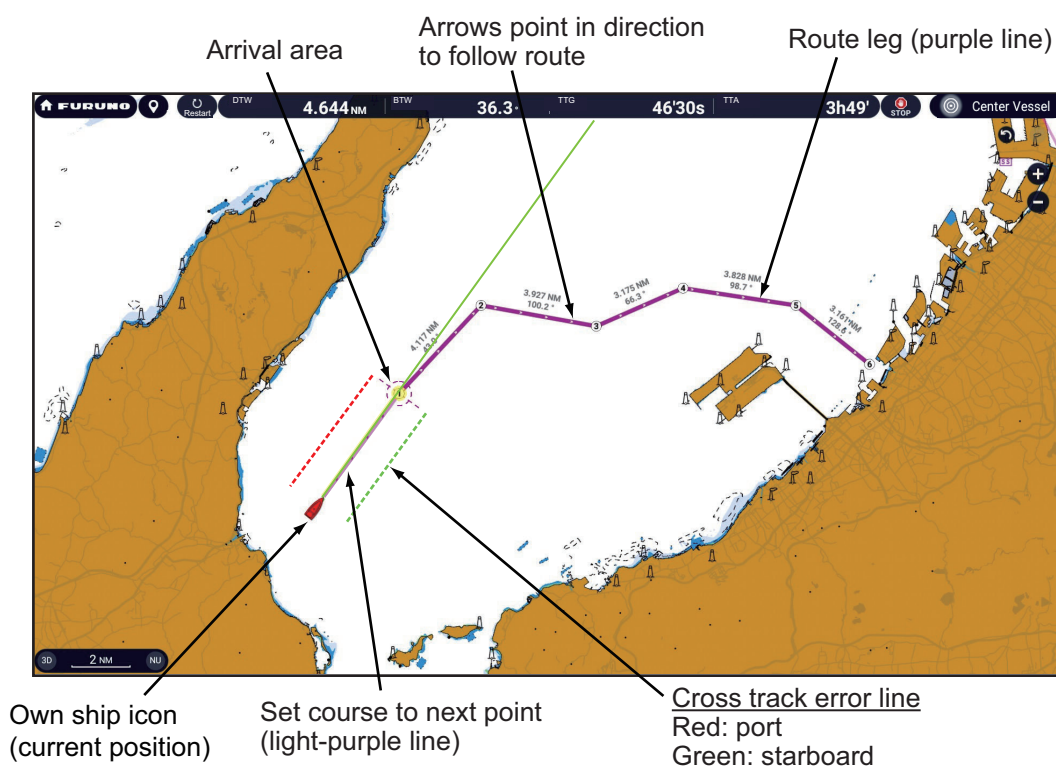 Arrival area
Arrows point in direction
to follow route
Route leg (purple line)
FURUNO
Restart
DTW
4.644 NM
BTW
36.3 °
TTG
46'30s
TTA
3h49'
STOP
Center Vessel
3.828 NM
98.7 °
3.175 NM
66.3 °
3.927 NM
100.2 °
4.117 NM
43.0 °
3.161 NM
128.6 °
1
2
3
4
5
6
3D
2 NM
NU
Own ship icon
(current position)
Set course to next point
(light-purple line)
Cross track error line
Red: port
Green: starboard